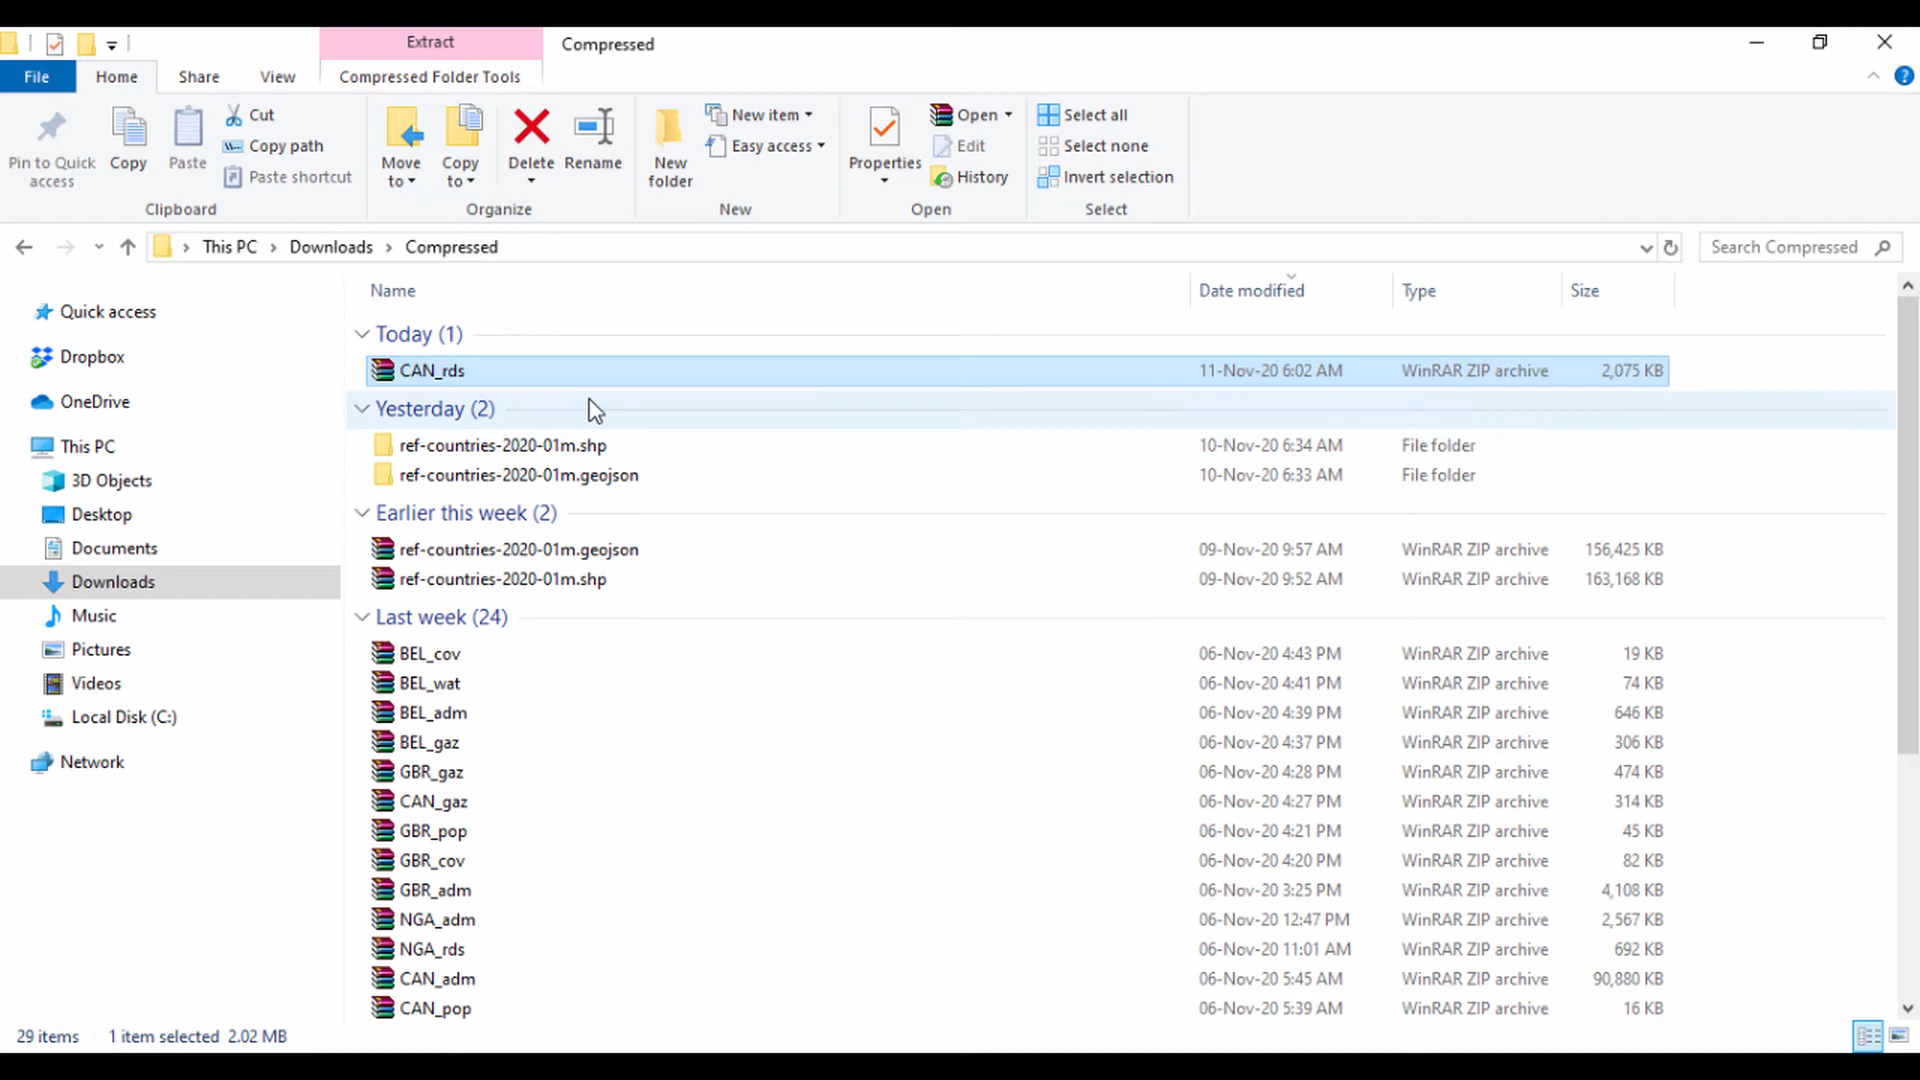 Extract
Compressed
File
Home
Share
View
Compressed Folder Tools
Pin to Quick access
Copy
Paste
Cut
Copy path
Paste shortcut
Clipboard
Move to
Copy to
Delete
Rename
Organize
New folder
New item
Easy access
New
Properties
Open
Edit
History
Open
Select all
Select none
Invert selection
Select
This PC > Downloads > Compressed
Search Compressed
Quick access
Dropbox
OneDrive
This PC
3D Objects
Desktop
Documents
Downloads
Music
Pictures
Videos
Local Disk (C:)
Network
Name Date modified Type Size
Today (1)
CAN_rds 11-Nov-20 6:02 AM WinRAR ZIP archive 2,075 KB
Yesterday (2)
ref-countries-2020-01m.shp 10-Nov-20 6:34 AM File folder
ref-countries-2020-01m.geojson 10-Nov-20 6:33 AM File folder
Earlier this week (2)
ref-countries-2020-01m.geojson 09-Nov-20 9:57 AM WinRAR ZIP archive 156,425 KB
ref-countries-2020-01m.shp 09-Nov-20 9:52 AM WinRAR ZIP archive 163,168 KB
Last week (24)
BEL_cov 06-Nov-20 4:43 PM WinRAR ZIP archive 19 KB
BEL_wat 06-Nov-20 4:41 PM WinRAR ZIP archive 74 KB
BEL_adm 06-Nov-20 4:39 PM WinRAR ZIP archive 646 KB
BEL_gaz 06-Nov-20 4:37 PM WinRAR ZIP archive 306 KB
GBR_gaz 06-Nov-20 4:28 PM WinRAR ZIP archive 474 KB
CAN_gaz 06-Nov-20 4:27 PM WinRAR ZIP archive 314 KB
GBR_pop 06-Nov-20 4:21 PM WinRAR ZIP archive 45 KB
GBR_cov 06-Nov-20 4:20 PM WinRAR ZIP archive 82 KB
GBR_adm 06-Nov-20 3:25 PM WinRAR ZIP archive 4,108 KB
NGA_adm 06-Nov-20 12:47 PM WinRAR ZIP archive 2,567 KB
NGA_rds 06-Nov-20 11:01 AM WinRAR ZIP archive 692 KB
CAN_adm 06-Nov-20 5:45 AM WinRAR ZIP archive 90,880 KB
CAN_pop 06-Nov-20 5:39 AM WinRAR ZIP archive 16 KB
29 items 1 item selected 2.02 MB